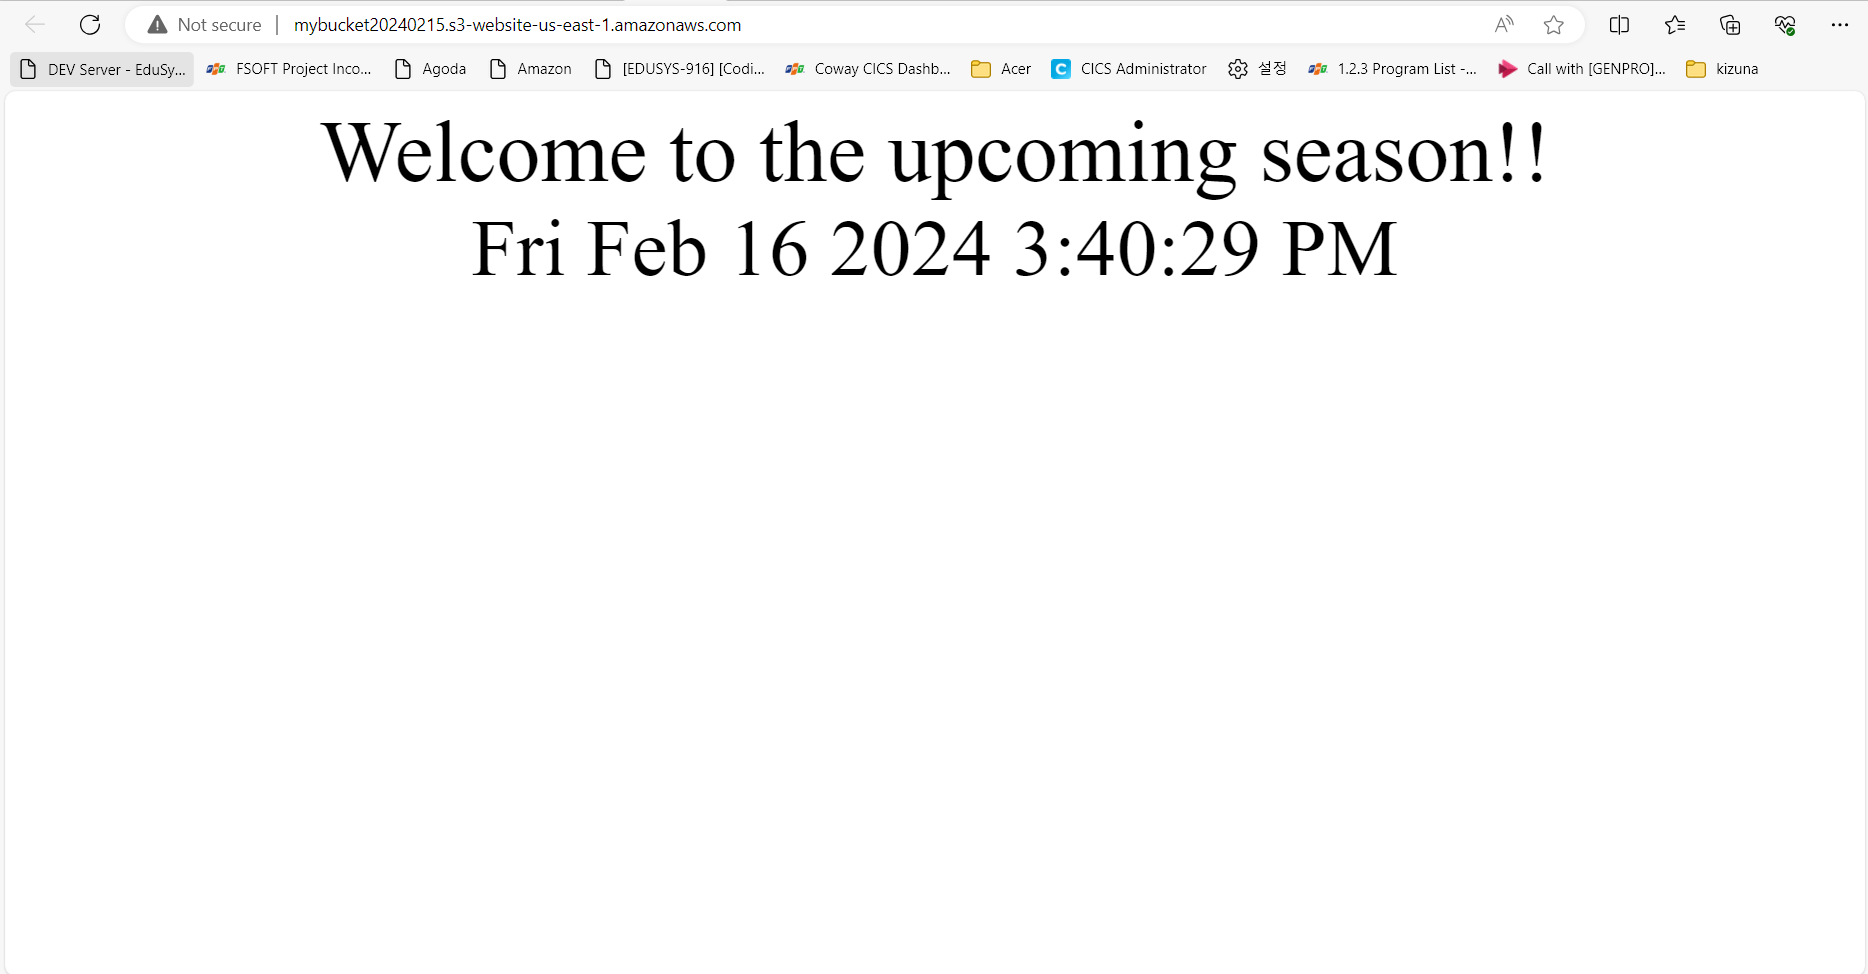 Not secure | mybucket20240215.s3-website-us-east-1.amazonaws.com
DEV Server - EduSy... FSOFT Project Inco... Agoda Amazon [EDUSYS-916] [Codi... Coway CICS Dashb... Acer CICS Administrator 설정 1.2.3 Program List -... Call with [GENPRO]... kizuna
Welcome to the upcoming season!!
Fri Feb 16 2024 3:40:29 PM